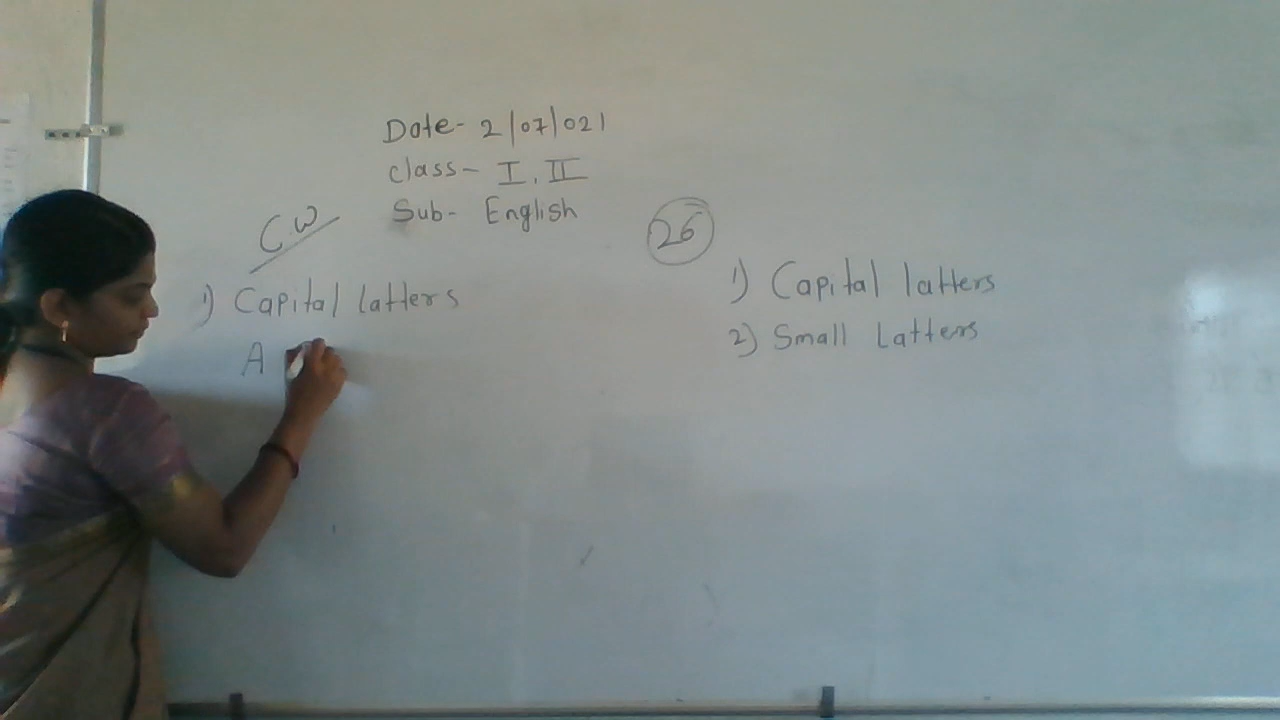 Date- 2/07/021
class- I, II
Sub- English
CW
1) Capital latters
A
26
1) Capital latters
2) Small Latters